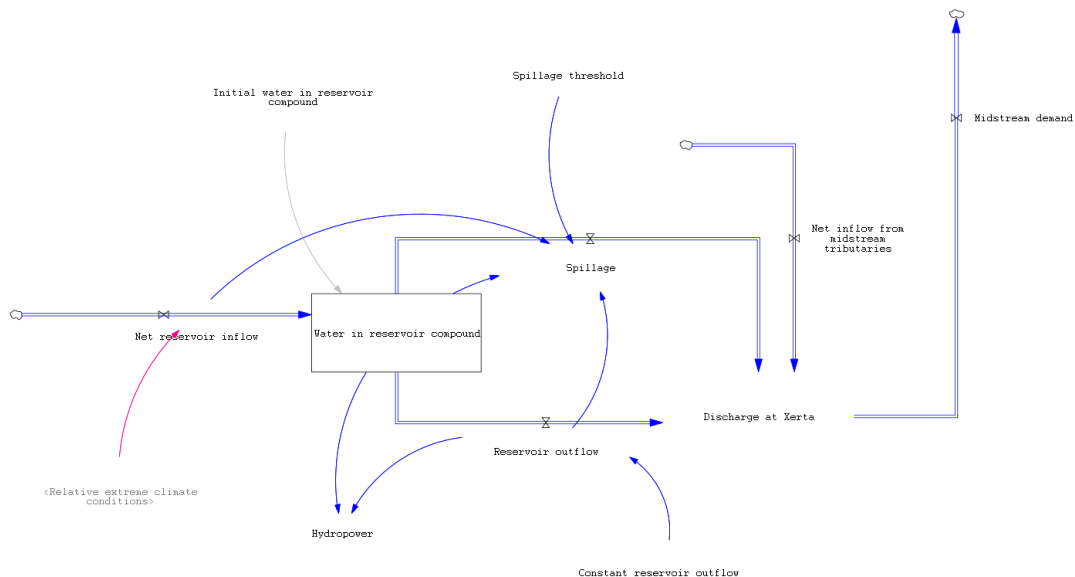 Spillage threshold
Initial water in reservoir
compound
Midstream demand
Net inflow from
midstream
tributaries
Spillage
Net reservoir inflow
Water in reservoir compound
Discharge at Xerta
Reservoir outflow
<Relative extreme climate
conditions>
Hydropower
Constant reservoir outflow